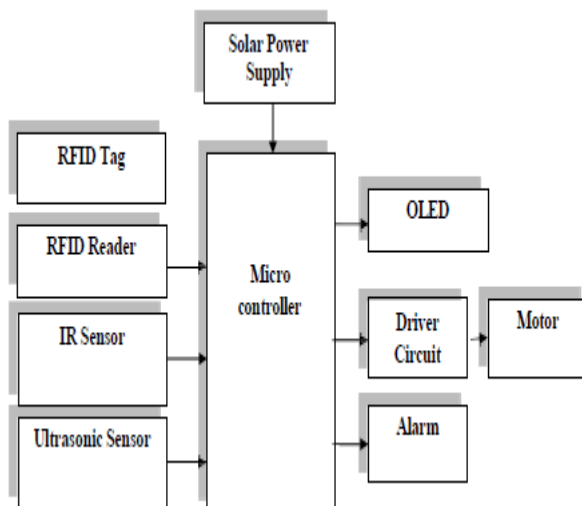 Solar Power
Supply
RFID Tag
RFID Reader
IR Sensor
Ultrasonic Sensor
Micro
controller
OLED
Driver
Circuit
Motor
Alarm